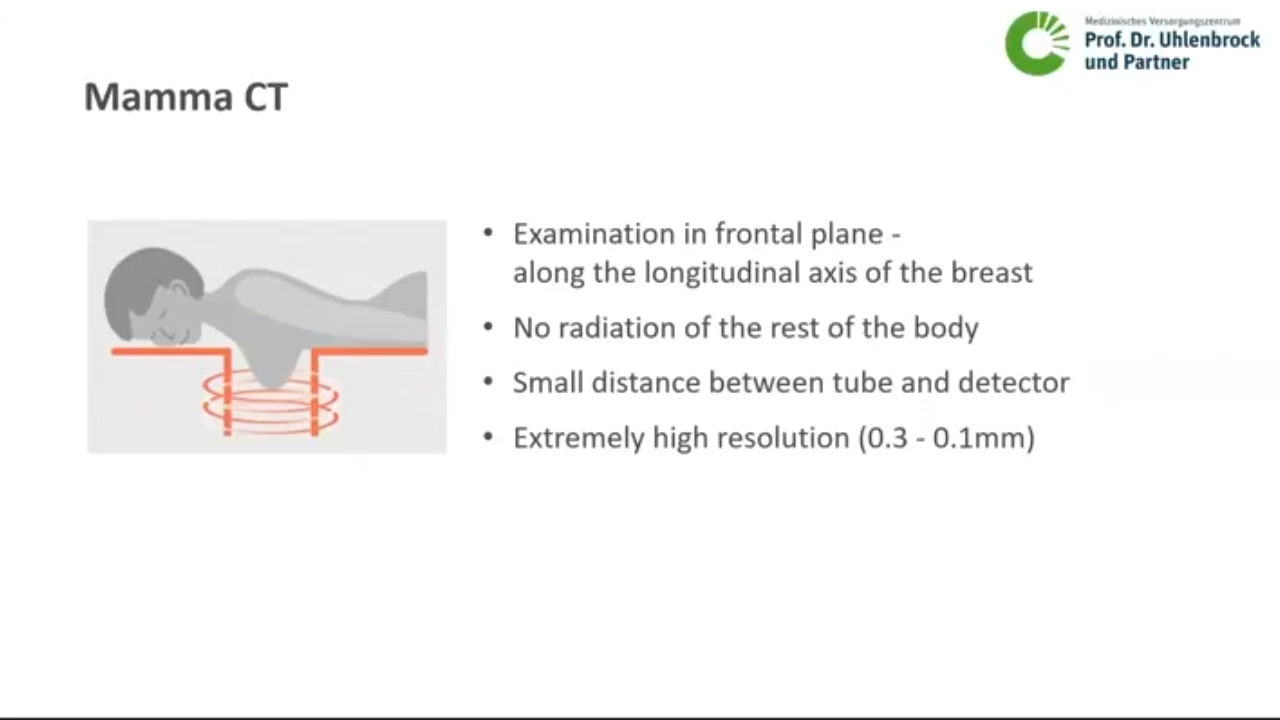 Medizinisches Versorgungszentrum
Prof. Dr. Uhlenbrock
und Partner
Mamma CT
• Examination in frontal plane -
along the longitudinal axis of the breast
• No radiation of the rest of the body
• Small distance between tube and detector
• Extremely high resolution (0.3 - 0.1mm)